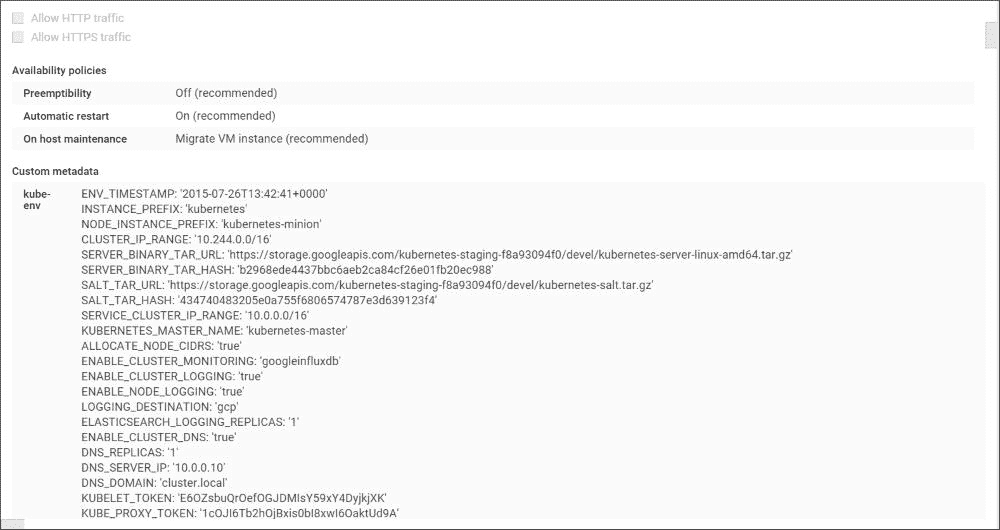 Allow HTTP traffic
Allow HTTPS traffic
Availability policies
Preemptibility Off (recommended)
Automatic restart On (recommended)
On host maintenance Migrate VM instance (recommended)
Custom metadata
kube-env ENV_TIMESTAMP: '2015-07-26T13:42:41+0000'
INSTANCE_PREFIX: 'kubernetes'
NODE_INSTANCE_PREFIX: 'kubernetes-minion'
CLUSTER_IP_RANGE: '10.244.0.0/16'
SERVER_BINARY_TAR_URL: 'https://storage.googleapis.com/kubernetes-staging-f8a93094f0/devel/kubernetes-server-linux-amd64.tar.gz'
SERVER_BINARY_TAR_HASH: 'b2968ede4437bbc6aeb2ca84cf26e01fb20ec988'
SALT_TAR_URL: 'https://storage.googleapis.com/kubernetes-staging-f8a93094f0/devel/kubernetes-salt.tar.gz'
SALT_TAR_HASH: '434740483205e0a755f6806574787e3d639123f4'
SERVICE_CLUSTER_IP_RANGE: '10.0.0.0/16'
KUBERNETES_MASTER_NAME: 'kubernetes-master'
ALLOCATE_NODE_CIDRS: 'true'
ENABLE_CLUSTER_MONITORING: 'googleinfluxdb'
ENABLE_CLUSTER_LOGGING: 'true'
ENABLE_NODE_LOGGING: 'true'
LOGGING_DESTINATION: 'gcp'
ELASTICSEARCH_LOGGING_REPLICAS: '1'
ENABLE_CLUSTER_DNS: 'true'
DNS_REPLICAS: '1'
DNS_SERVER_IP: '10.0.0.10'
DNS_DOMAIN: 'cluster.local'
KUBELET_TOKEN: 'E6OZsbuQrOefOGJDMIsY59xY4DyjkjXK'
KUBE_PROXY_TOKEN: '1cOJI6Tb2hOjBxis0bI8xwI6OaktUd9A'